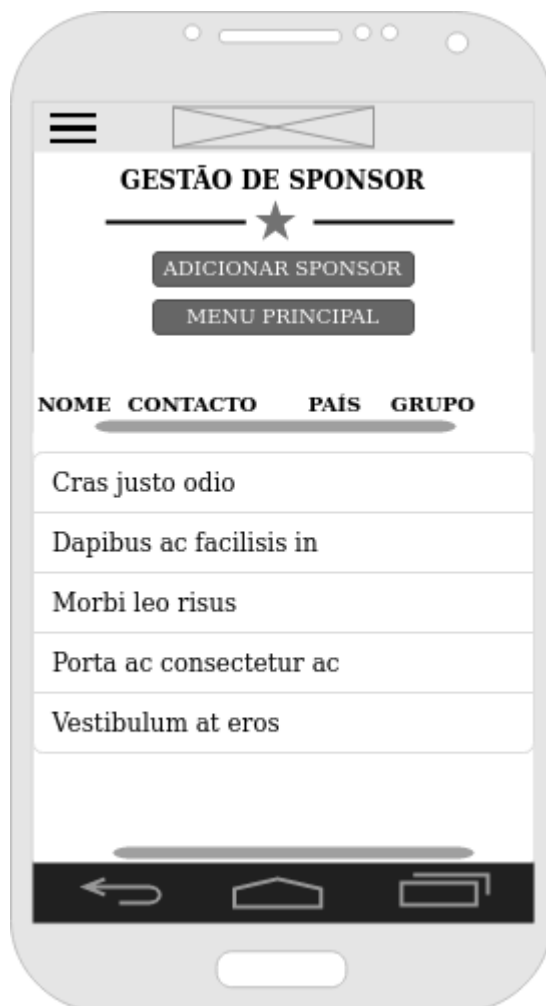 GESTÃO DE SPONSOR
ADICIONAR SPONSOR
MENU PRINCIPAL
NOME CONTACTO PAÍS GRUPO
Cras justo odio
Dapibus ac facilisis in
Morbi leo risus
Porta ac consectetur ac
Vestibulum at eros